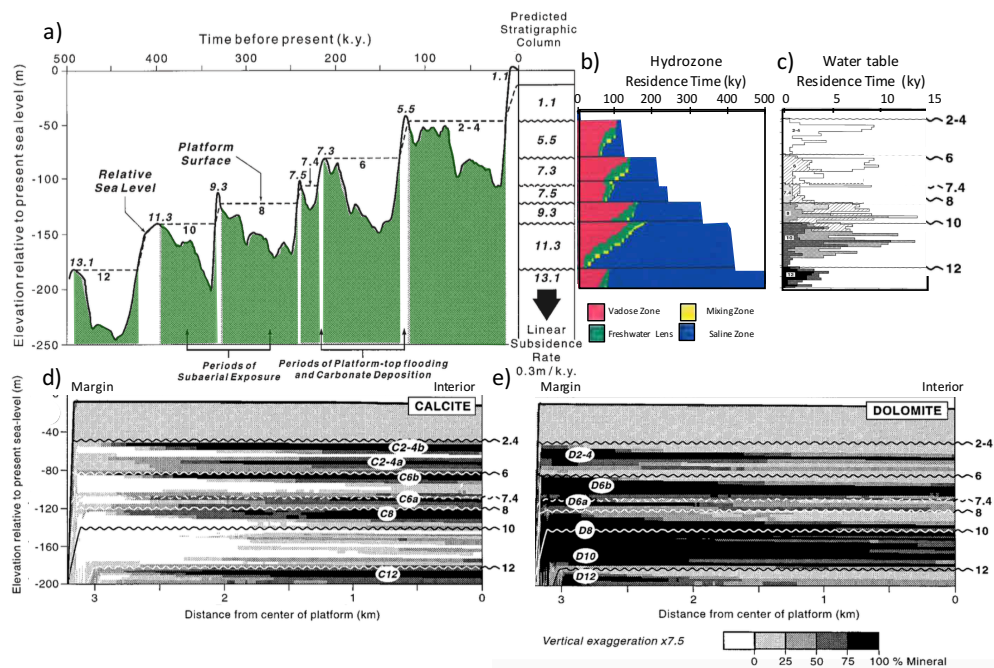 a)
Time before present (k.y.)
500 400 300 200 100 0
Elevation relative to present sea level (m)
0
-50
-100
-150
-200
-250
Relative
Sea Level
Platform
Surface
13.1
12
11.3
10
9.3
8
7.5
7.4
7.3
6
5.5
2-4
1.1
Periods of
Subaerial Exposure
Periods of Platform-top flooding
and Carbonate Deposition
Predicted
Stratigraphic
Column
1.1
5.5
7.3
7.5
9.3
11.3
13.1
Linear
Subsidence
Rate
0.3m/k.y.
b)
Hydrozone
Residence Time (ky)
0 100 200 300 400 500
Vadose Zone
Mixing Zone
Freshwater Lens
Saline Zone
c)
Water table
Residence Time (ky)
0 5 10 15
2-4
6
7.4
8
10
12
2-4
6
7.4
8
10
12
d)
Margin
Interior
CALCITE
Elevation relative to present sea-level (m)
-40
-80
-120
-160
-200
C2-4b
C2-4a
C6b
C6a
C8
C12
2.4
6
7.4
8
10
12
3 2 1 0
Distance from center of platform (km)
e)
Margin
Interior
DOLOMITE
D2-4
D6b
D6a
D8
D10
D12
2-4
6
7.4
8
10
12
3 2 1 0
Distance from center of platform (km)
Vertical exaggeration x7.5
0 25 50 75 100 % Mineral